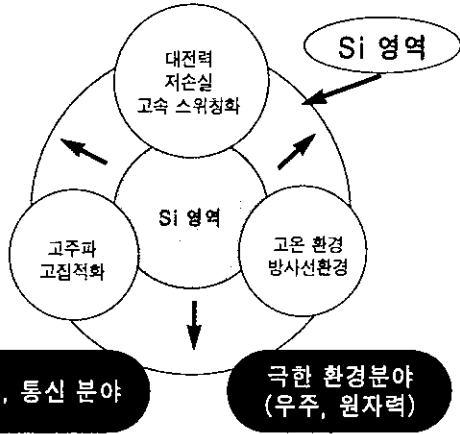 대전력
저손실
고속 스위칭화
Si 영역
Si 영역
고주파
고집적화
고온 환경
방사선환경
, 통신 분야
극한 환경분야
(우주, 원자력)